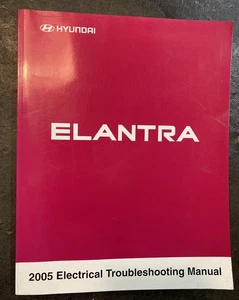 HYUNDAI
ELANTRA
2005 Electrical Troubleshooting Manual